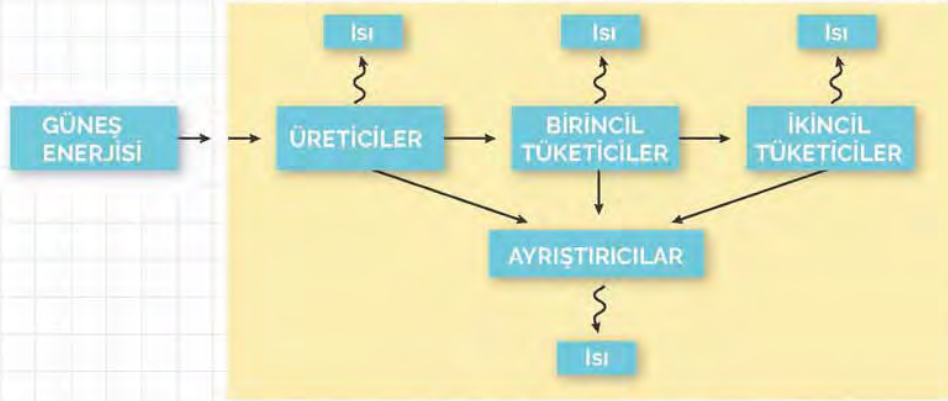 Isı
Isı
Isı
GÜNEŞ
ENERJİSİ
ÜRETİCİLER
BİRİNCİL
TÜKETİCİLER
İKİNCİL
TÜKETİCİLER
AYRIŞTIRICILAR
Isı